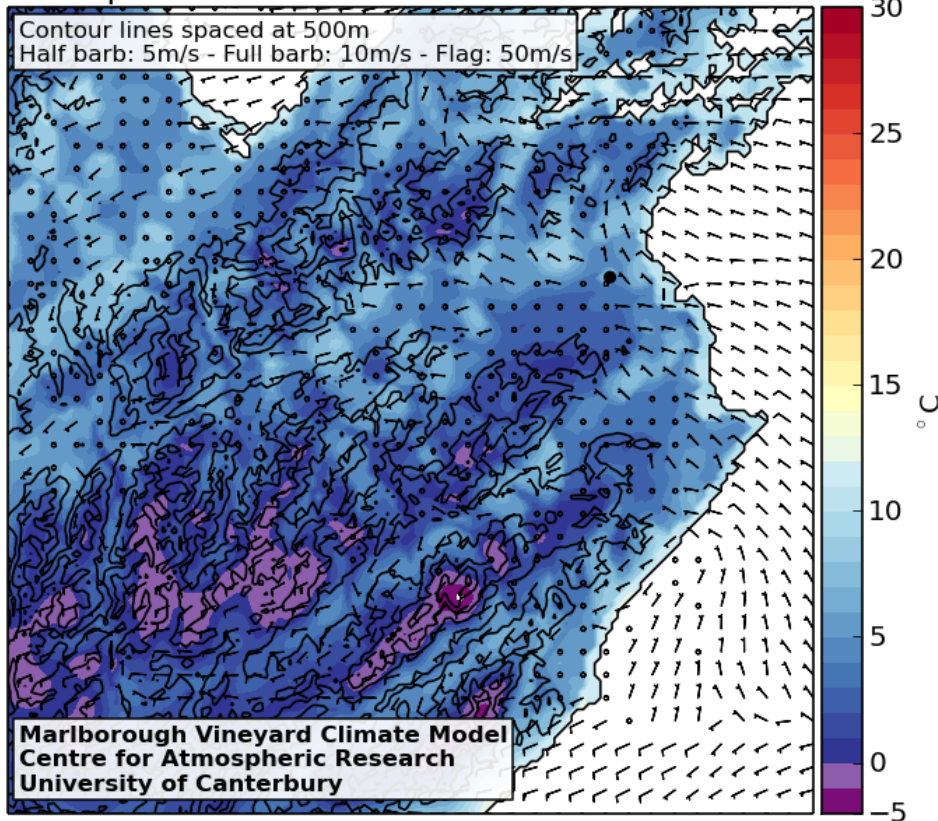 Contour lines spaced at 500m
Half barb: 5m/s - Full barb: 10m/s - Flag: 50m/s
30
25
20
15
10
5
0
−5
°C
Marlborough Vineyard Climate Model
Centre for Atmospheric Research
University of Canterbury